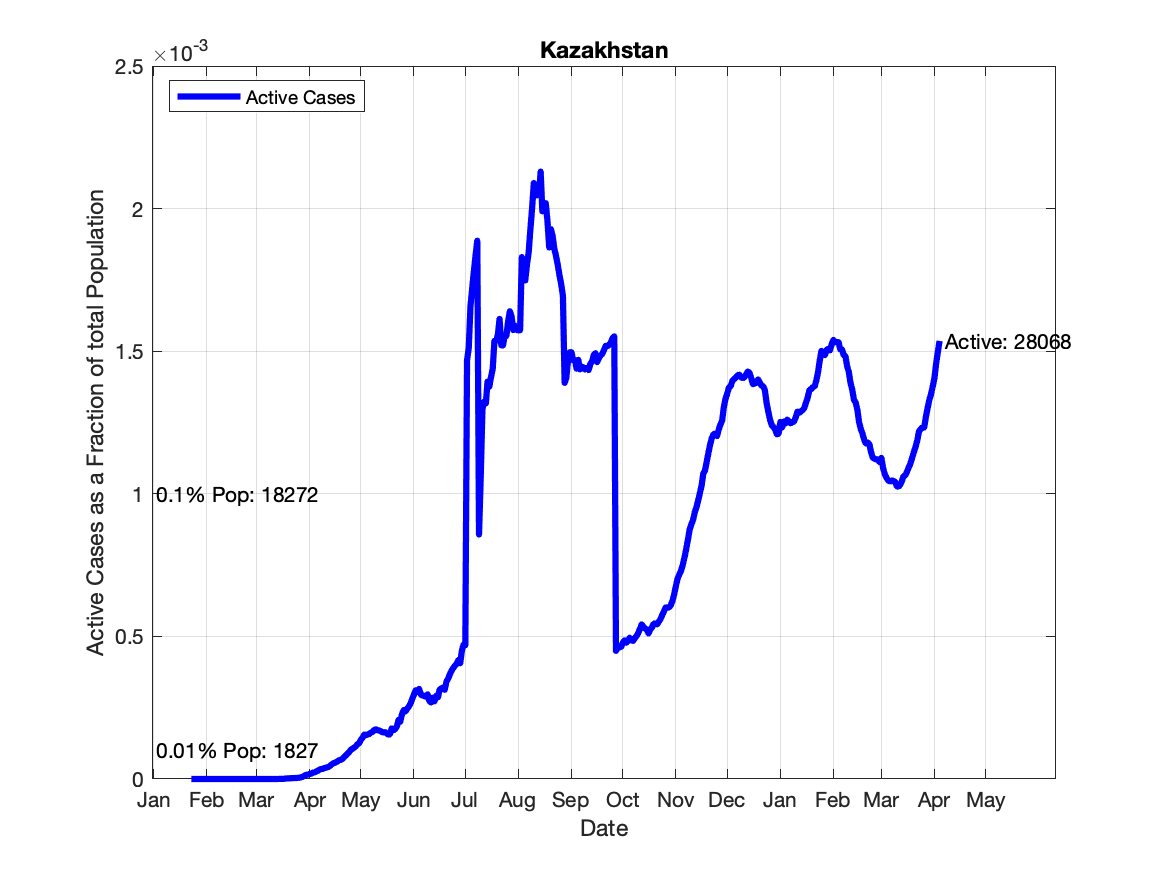 Kazakhstan
×10-3
2.5
2
1.5
1
0.5
0
Active Cases
Active Cases as a Fraction of total Population
Active: 28068
0.1% Pop: 18272
0.01% Pop: 1827
Jan Feb Mar Apr May Jun Jul Aug Sep Oct Nov Dec Jan Feb Mar Apr May
Date